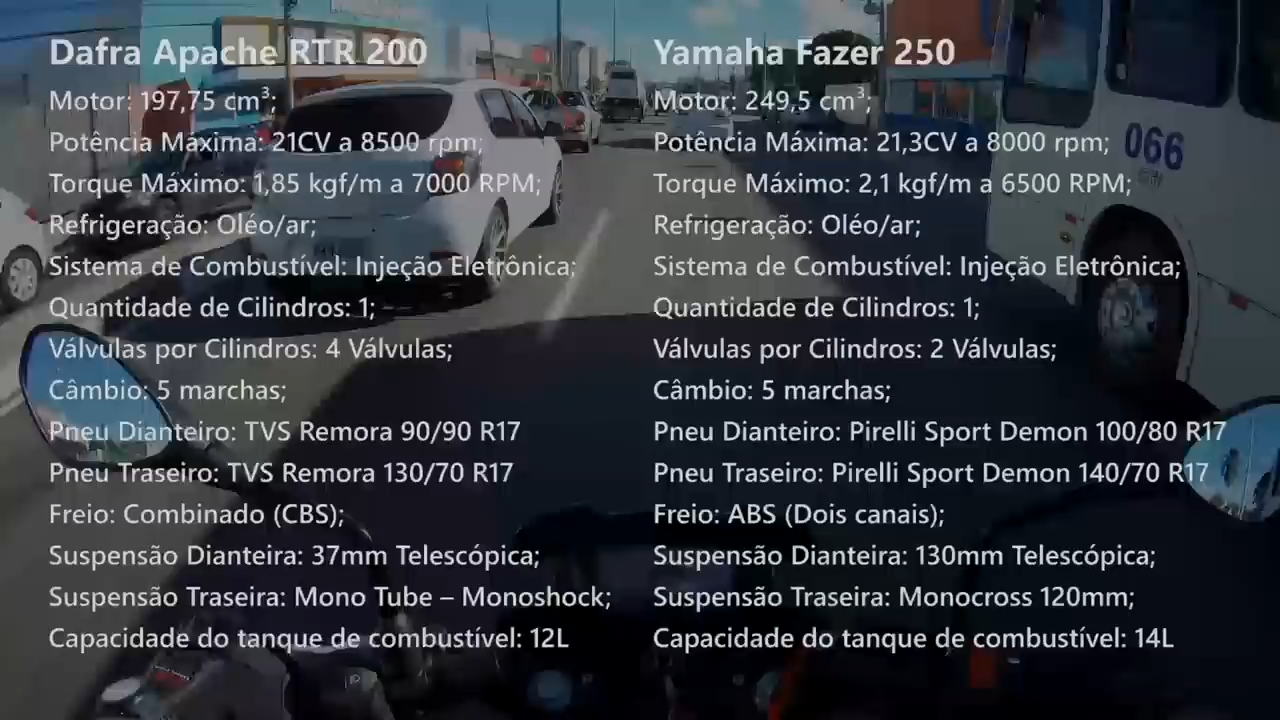 Dafra Apache RTR 200
Motor: 197,75 cm³;
Potência Máxima: 21CV a 8500 rpm;
Torque Máximo: 1,85 kgf/m a 7000 RPM;
Refrigeração: Oléo/ar;
Sistema de Combustível: Injeção Eletrônica;
Quantidade de Cilindros: 1;
Válvulas por Cilindros: 4 Válvulas;
Câmbio: 5 marchas;
Pneu Dianteiro: TVS Remora 90/90 R17
Pneu Traseiro: TVS Remora 130/70 R17
Freio: Combinado (CBS);
Suspensão Dianteira: 37mm Telescópica;
Suspensão Traseira: Mono Tube – Monoshock;
Capacidade do tanque de combustível: 12L
Yamaha Fazer 250
Motor: 249,5 cm³;
Potência Máxima: 21,3CV a 8000 rpm;
Torque Máximo: 2,1 kgf/m a 6500 RPM;
Refrigeração: Oléo/ar;
Sistema de Combustível: Injeção Eletrônica;
Quantidade de Cilindros: 1;
Válvulas por Cilindros: 2 Válvulas;
Câmbio: 5 marchas;
Pneu Dianteiro: Pirelli Sport Demon 100/80 R17
Pneu Traseiro: Pirelli Sport Demon 140/70 R17
Freio: ABS (Dois canais);
Suspensão Dianteira: 130mm Telescópica;
Suspensão Traseira: Monocross 120mm;
Capacidade do tanque de combustível: 14L
066